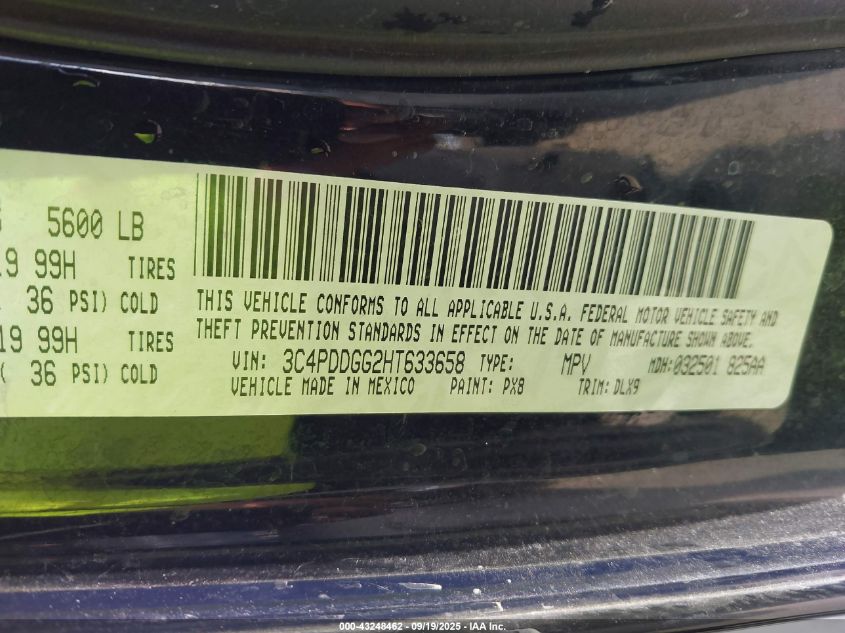 5600 LB
19 99H TIRES
36 PSI) COLD
19 99H TIRES
( 36 PSI) COLD
THIS VEHICLE CONFORMS TO ALL APPLICABLE U.S.A. FEDERAL MOTOR VEHICLE SAFETY AND
THEFT PREVENTION STANDARDS IN EFFECT ON THE DATE OF MANUFACTURE SHOWN ABOVE.
VIN: 3C4PDDGG2HT633658 TYPE: MPV MDH:032501 825AA
VEHICLE MADE IN MEXICO PAINT: PX8 TRIM: DLX9
000-43248462 - 09/19/2025 - IAA Inc.